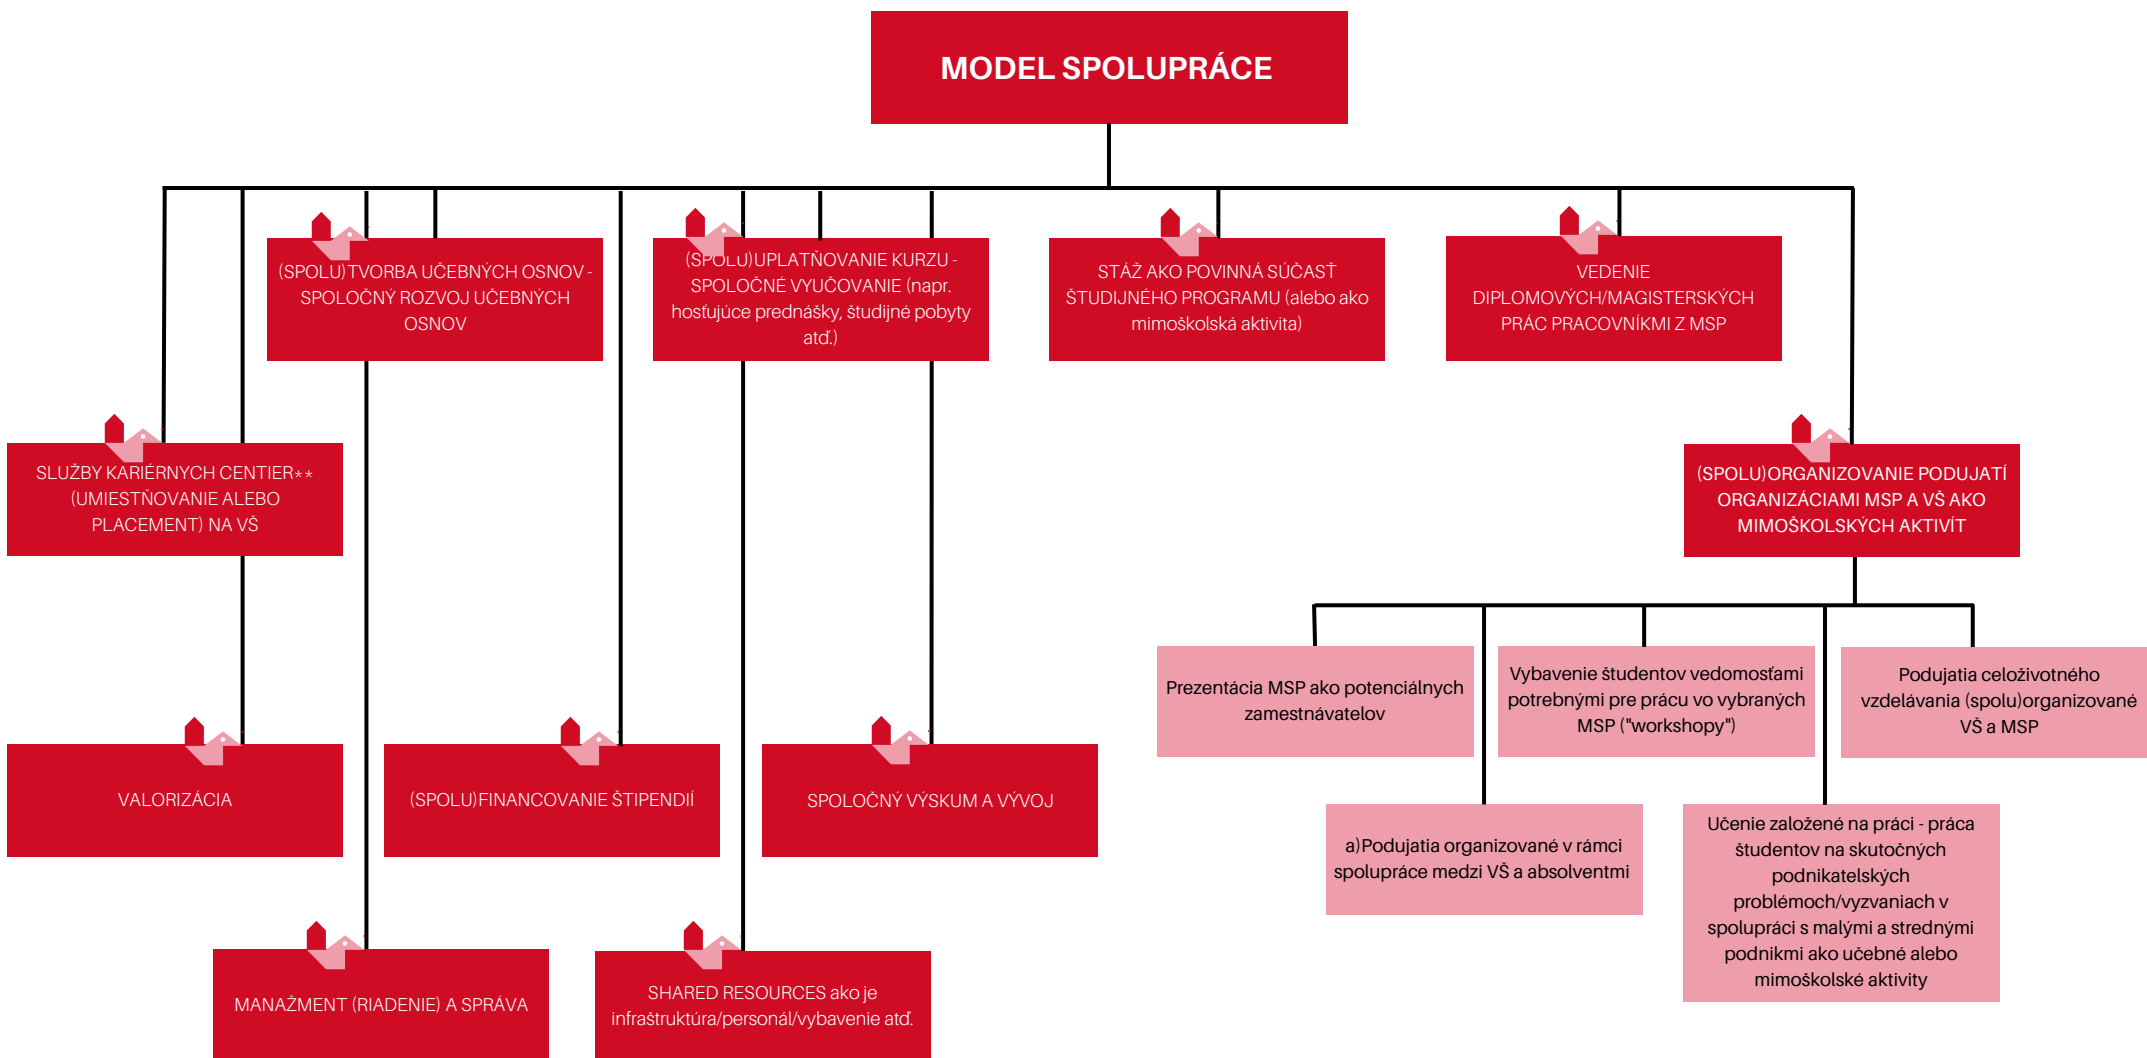 MODEL SPOLUPRÁCE
(SPOLU)TVORBA UČEBNÝCH OSNOV -
SPOLOČNÝ ROZVOJ UČEBNÝCH
OSNOV
(SPOLU)UPLATŇOVANIE KURZU -
SPOLOČNÉ VYUČOVANIE (napr.
hosťujúce prednášky, študijné pobyty
atď.)
STÁŽ AKO POVINNÁ SÚČASŤ
ŠTUDIJNÉHO PROGRAMU (alebo ako
mimoškolská aktivita)
VEDENIE
DIPLOMOVÝCH/MAGISTERSKÝCH
PRÁC PRACOVNÍKMI Z MSP
SLUŽBY KARIÉRNYCH CENTIER**
(UMIESTŇOVANIE ALEBO
PLACEMENT) NA VŠ
(SPOLU)ORGANIZOVANIE PODUJATÍ
ORGANIZÁCIAMI MSP A VŠ AKO
MIMOŠKOLSKÝCH AKTIVÍT
Prezentácia MSP ako potenciálnych
zamestnávatelov
Vybavenie študentov vedomosťami
potrebnými pre prácu vo vybraných
MSP ("workshopy")
Podujatia celoživotného
vzdelávania (spolu)organizované
VŠ a MSP
VALORIZÁCIA
(SPOLU)FINANCOVANIE ŠTIPENDIÍ
SPOLOČNÝ VÝSKUM A VÝVOJ
a)Podujatia organizované v rámci
spolupráce medzi VŠ a absolventmi
Učenie založené na práci - práca
študentov na skutočných
podnikatelských
problémoch/vyzvaniach v
spolupráci s malými a strednými
podnikmi ako učebné alebo
mimoškolské aktivity
MANAŽMENT (RIADENIE) A SPRÁVA
SHARED RESOURCES ako je
infraštruktúra/personál/vybavenie atď.